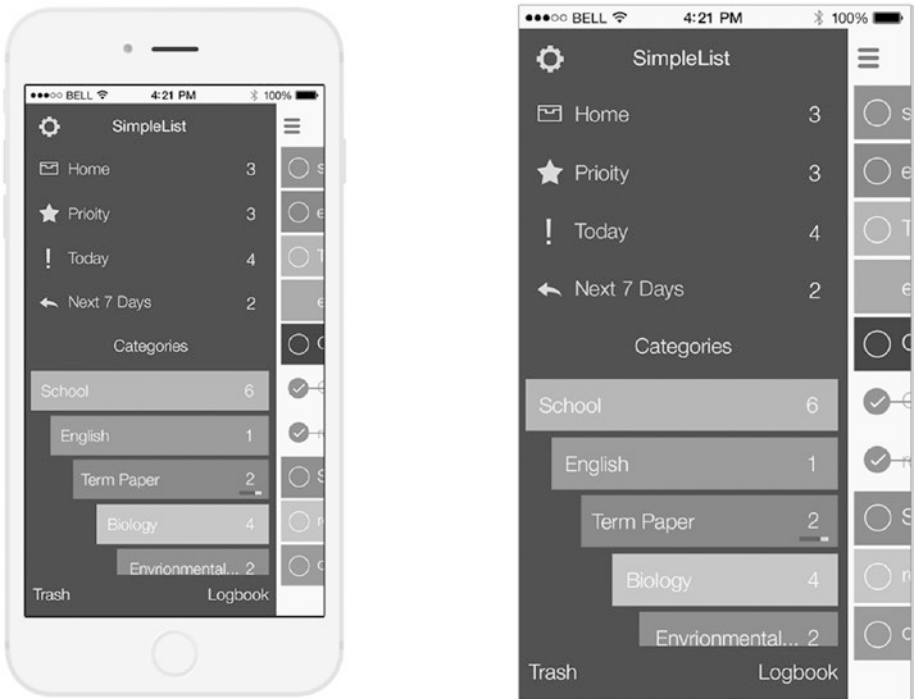 BELL 4:21 PM 100%
SimpleList
Home 3
s
Prioity 3
e
Today 4
T
Next 7 Days 2
e
Categories
School 6
English 1
Term Paper 2
S
Biology 4
Envrionmental... 2
Trash Logbook
BELL 4:21 PM 100%
SimpleList
Home 3
s
Prioity 3
e
Today 4
T
Next 7 Days 2
e
Categories
School 6
English 1
Term Paper 2
S
Biology 4
Envrionmental... 2
Trash Logbook